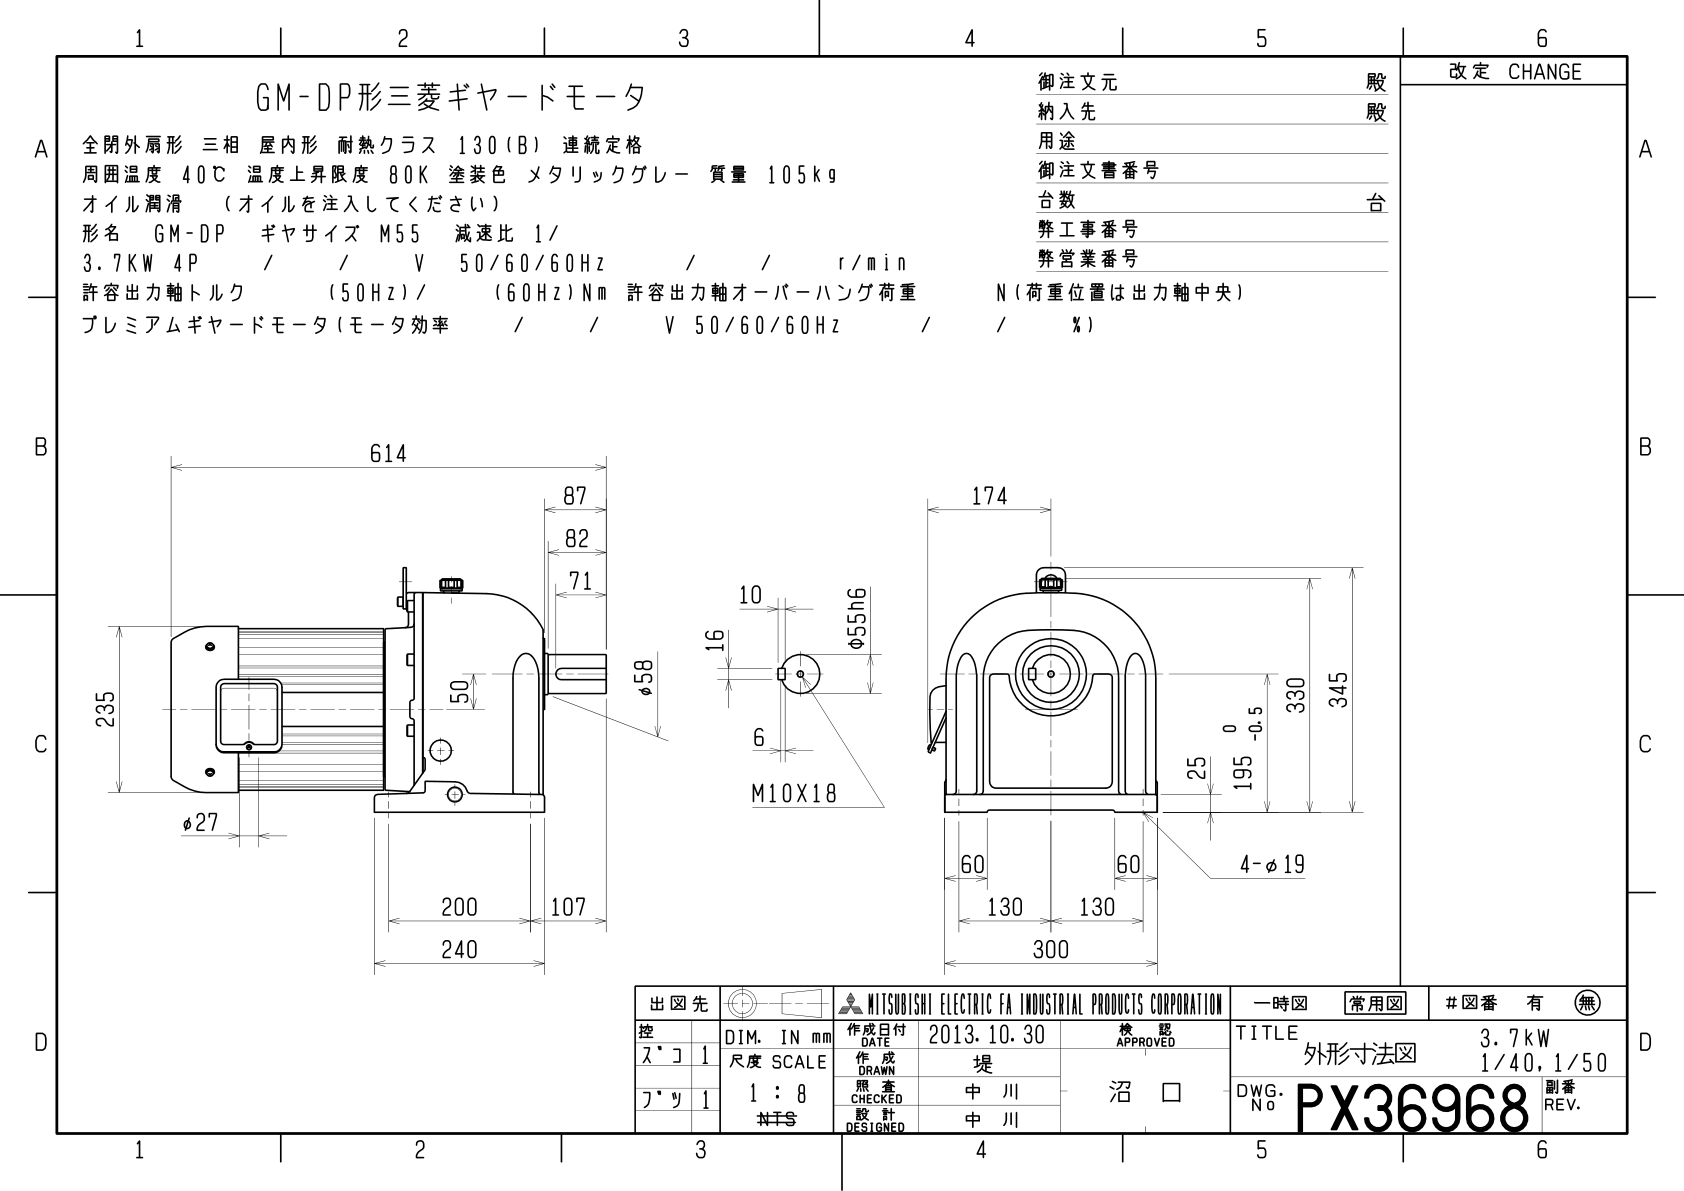 1 2 3 4 5 6
改定 CHANGE
GM-DP形三菱ギヤードモータ
全閉外扇形 三相 屋内形 耐熱クラス 130(B) 連続定格
周囲温度 40℃ 温度上昇限度 80K 塗装色 メタリックグレー 質量 105kg
オイル潤滑 (オイルを注入してください)
形名 GM-DP ギヤサイズ M55 減速比 1/
3.7KW 4P / / V 50/60/60Hz / / r/min
許容出力軸トルク (50Hz)/ (60Hz)Nm 許容出力軸オーバーハング荷重 N(荷重位置は出力軸中央)
プレミアムギヤードモータ(モータ効率 / / V 50/60/60Hz / / %)
御注文元 殿
納入先 殿
用途
御注文書番号
台数 台
弊工事番号
弊営業番号
A A
B B
C C
D D
614
87
82
71
235
50
φ58
φ27
200 107
240
10
16
6
Φ55h6
M10X18
174
345
330
195 0 -0.5
25
60 60
4-φ19
130 130
300
出図先
控
ズコ 1
ブツ 1
DIM. IN mm
尺度 SCALE
1 : 8
NTS
MITSUBISHI ELECTRIC FA INDUSTRIAL PRODUCTS CORPORATION
作成日付 DATE 2013.10.30
作成 DRAWN 堤
照査 CHECKED 中川
設計 DESIGNED 中川
検認 APPROVED
沼口
一時図 常用図
#図番 有 無
TITLE
外形寸法図
3.7kW
1/40,1/50
DWG. No PX36968
副番 REV.
1 2 3 4 5 6